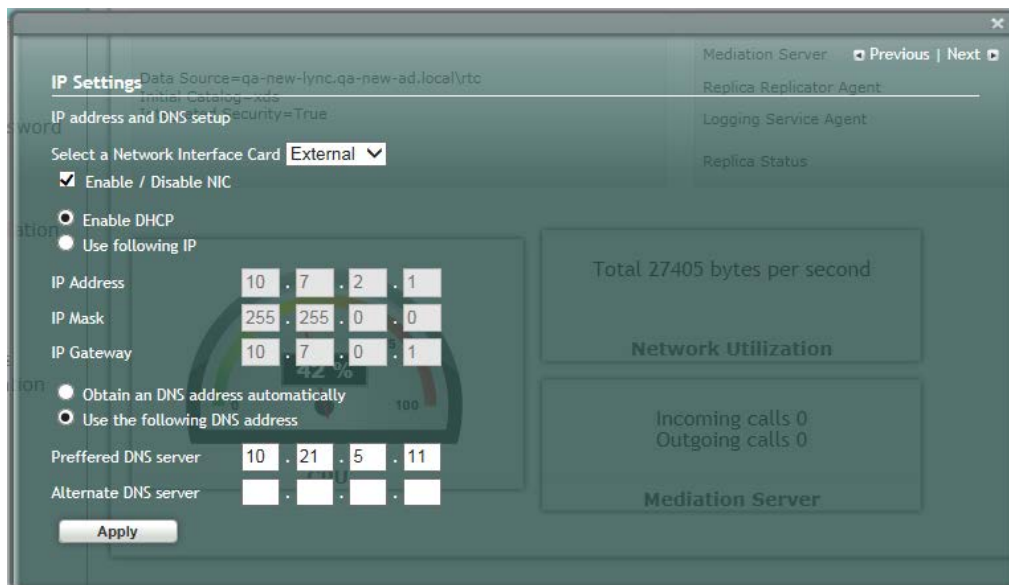 Mediation Server
Previous | Next
IP Settings
Data Source=qa-new-lync.qa-new-ad.local\rtc
Initial Catalog=xds
Replica Replicator Agent
IP address and DNS setup
Security=True
Logging Service Agent
sword
Select a Network Interface Card External
Replica Status
Enable / Disable NIC
Enable DHCP
ation
Use following IP
Total 27405 bytes per second
IP Address 10 . 7 . 2 . 1
IP Mask 255 . 255 . 0 . 0
IP Gateway 10 . 7 . 0 . 1
Network Utilization
42 %
Obtain an DNS address automatically
0 100
Use the following DNS address
Incoming calls 0
Outgoing calls 0
Preffered DNS server 10 . 21 . 5 . 11
CPU
Alternate DNS server . . .
Mediation Server
Apply